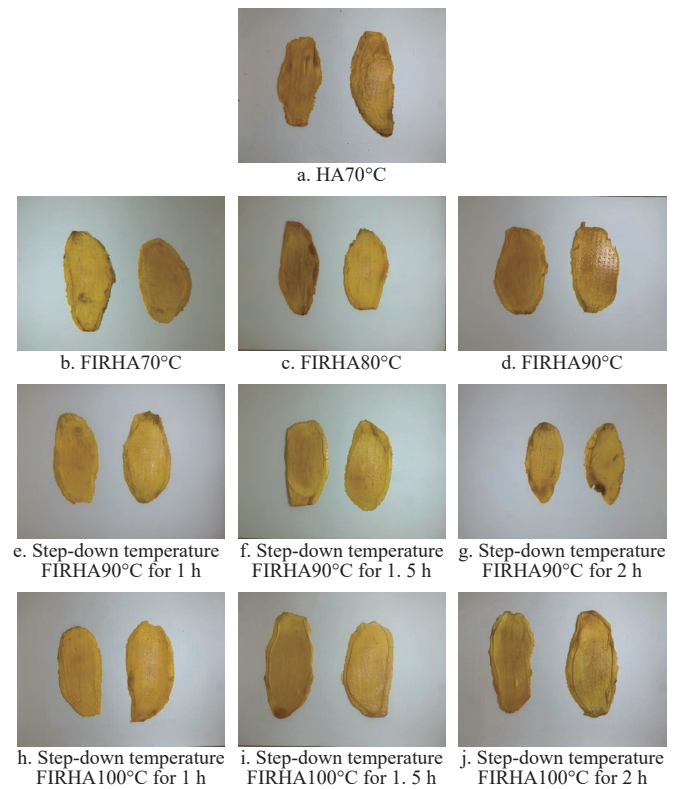 a. HA70°C
b. FIRHA70°C
c. FIRHA80°C
d. FIRHA90°C
e. Step-down temperature
FIRHA90°C for 1 h
f. Step-down temperature
FIRHA90°C for 1. 5 h
g. Step-down temperature
FIRHA90°C for 2 h
h. Step-down temperature
FIRHA100°C for 1 h
i. Step-down temperature
FIRHA100°C for 1. 5 h
j. Step-down temperature
FIRHA100°C for 2 h